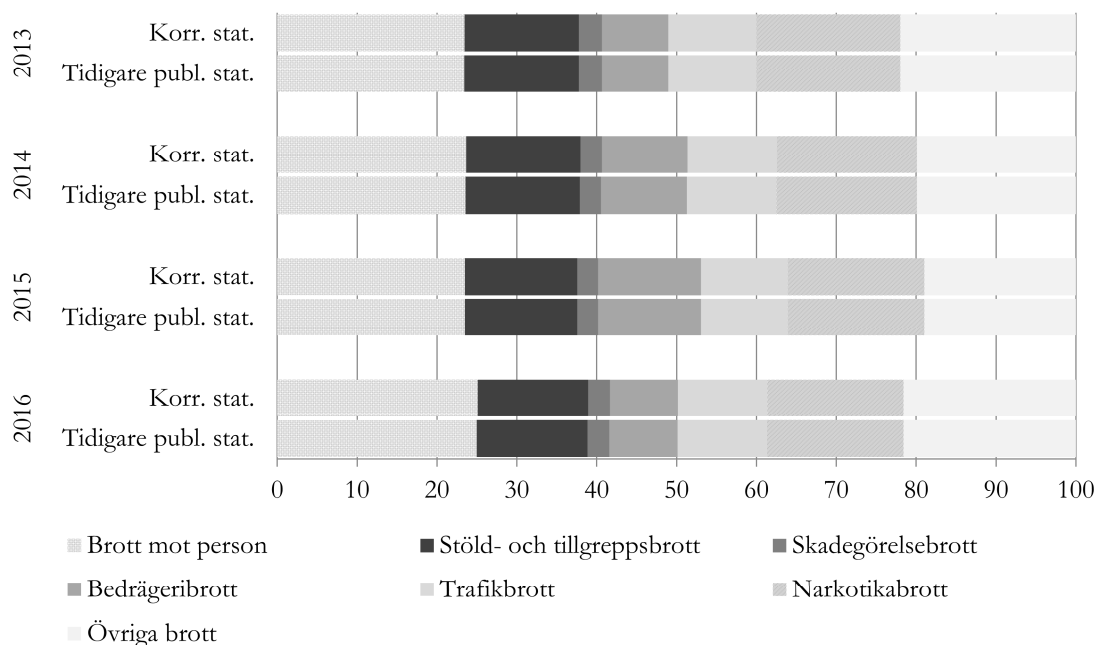 2013
Korr. stat.
Tidigare publ. stat.
2014
Korr. stat.
Tidigare publ. stat.
2015
Korr. stat.
Tidigare publ. stat.
2016
Korr. stat.
Tidigare publ. stat.
0 10 20 30 40 50 60 70 80 90 100
Brott mot person Stöld- och tillgreppsbrott Skadegörelsebrott
Bedrägeribrott Trafikbrott Narkotikabrott
Övriga brott